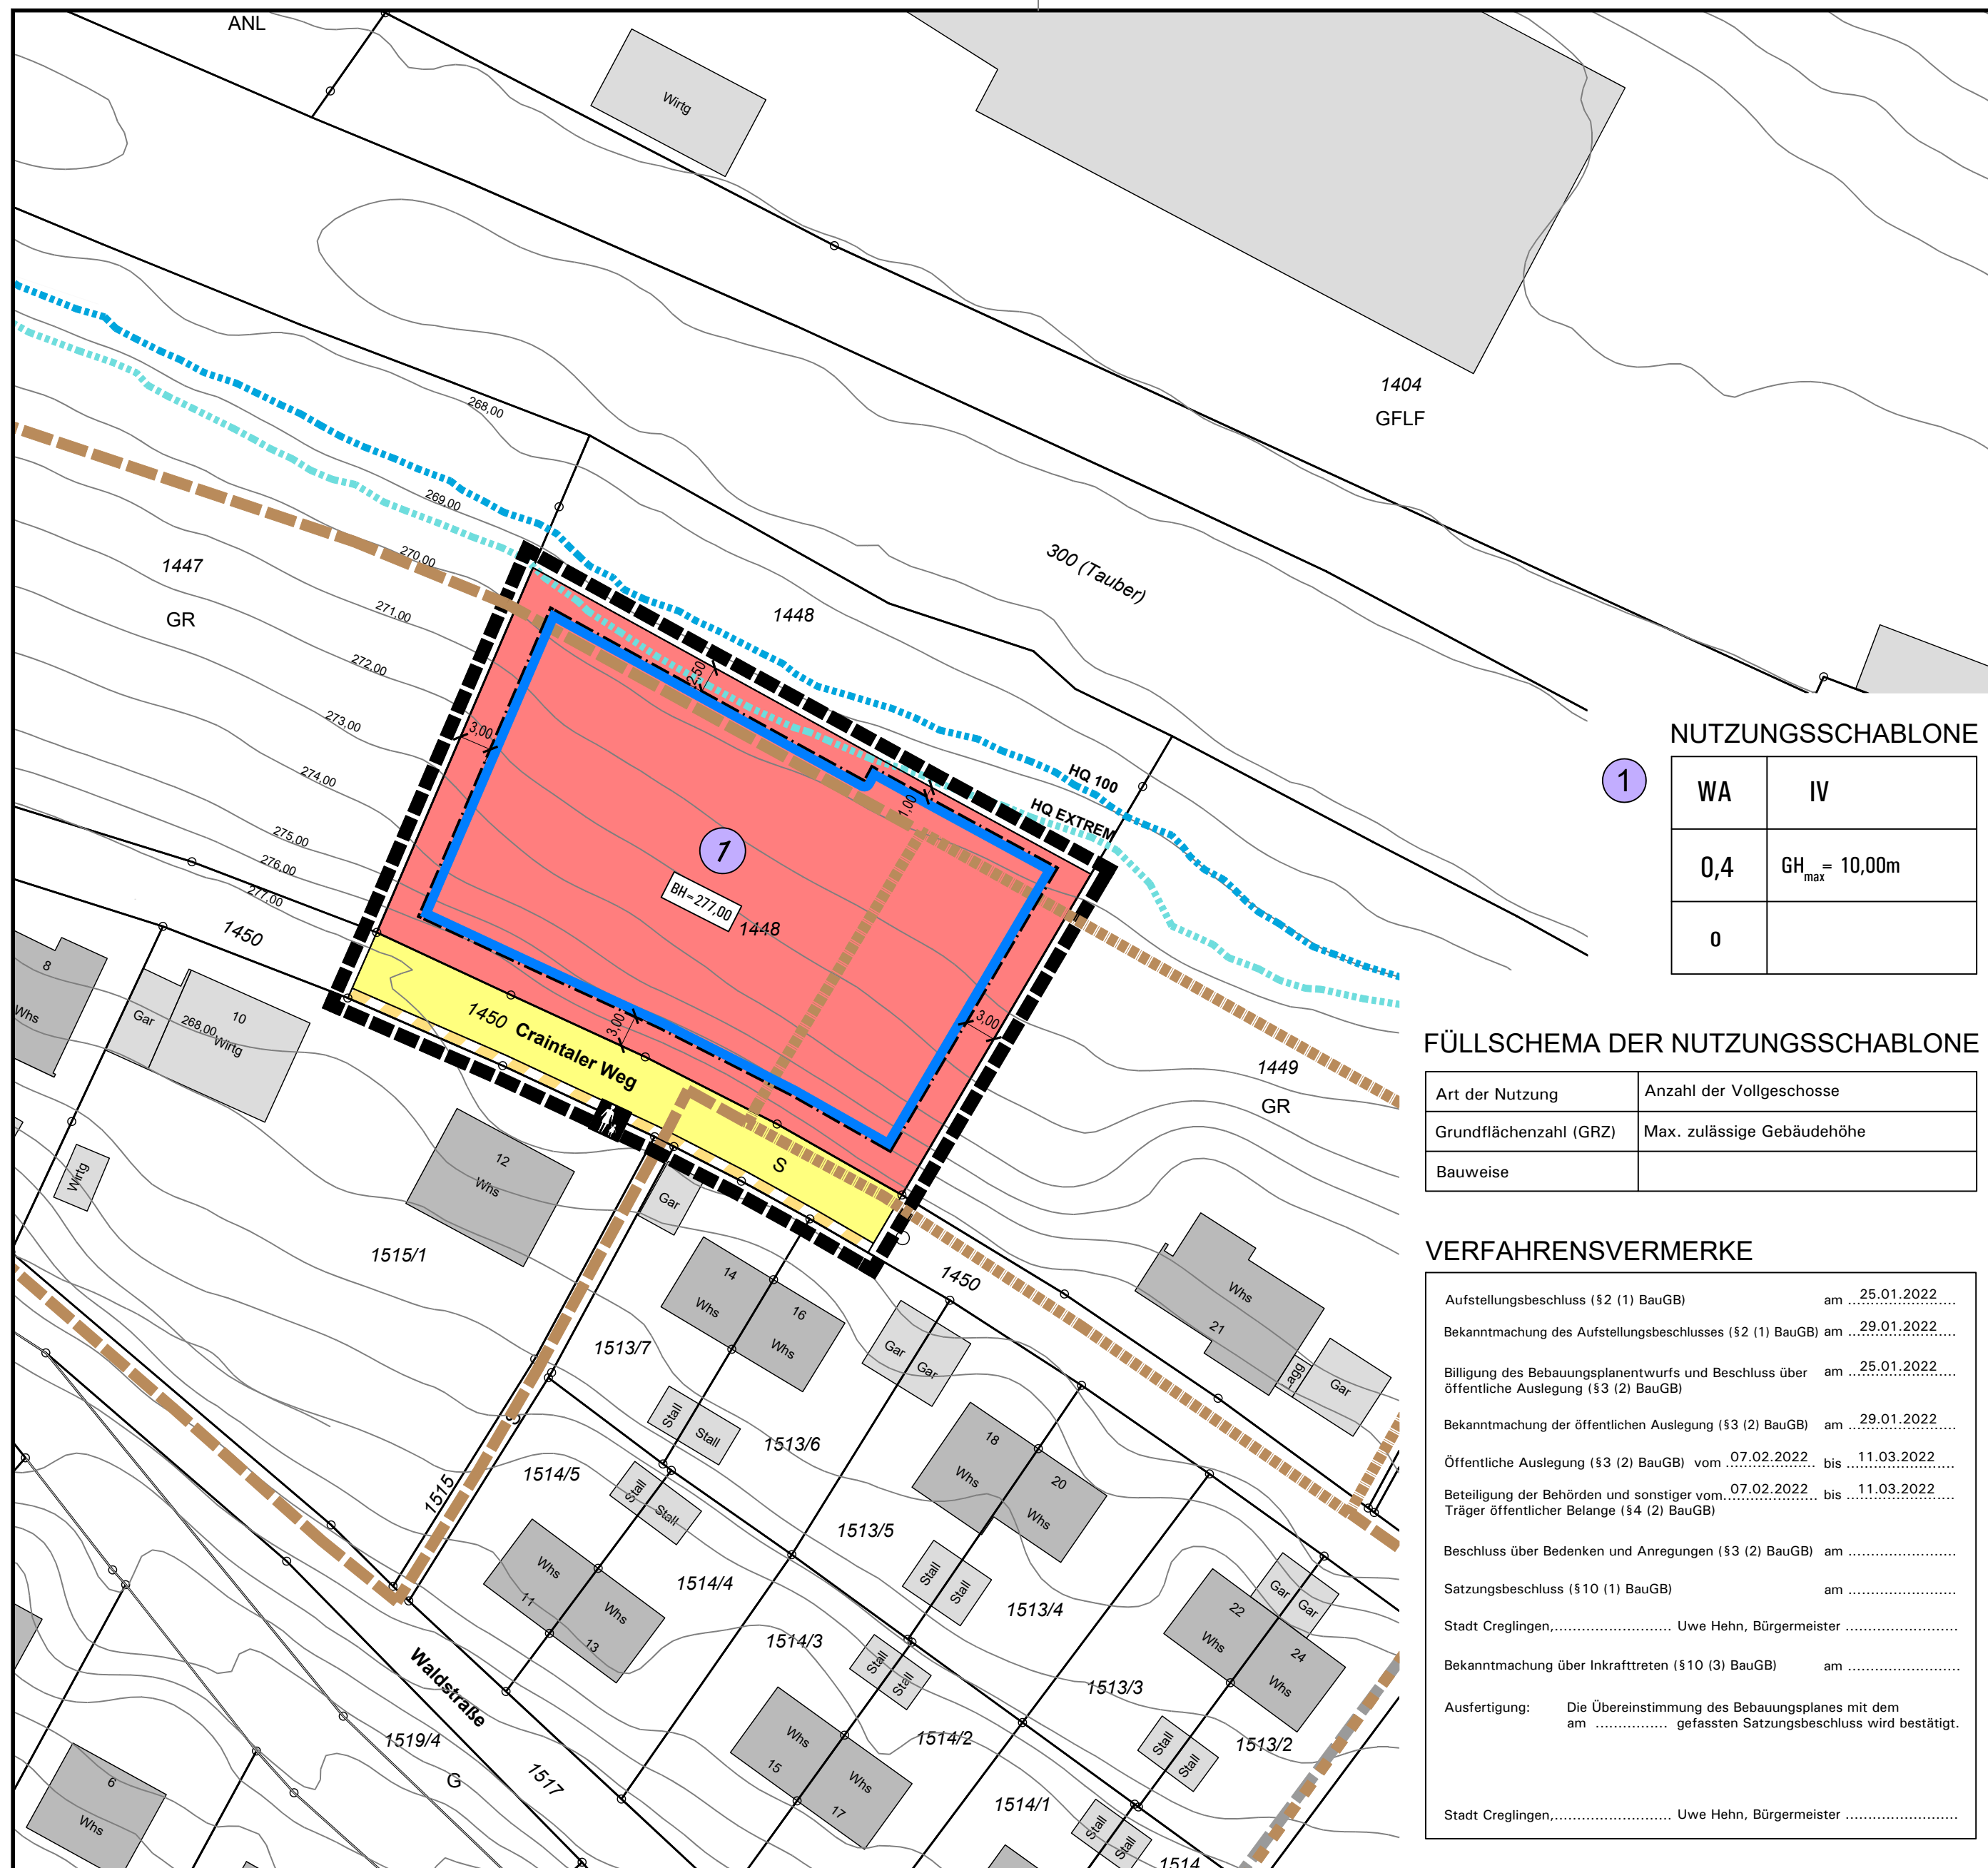 ANL
Wirtg
1404
GFLF
268,00
269,00
270,00
271,00
272,00
273,00
274,00
275,00
276,00
277,00
1447
GR
1448
300 (Tauber)
HQ 100
HQ EXTREM
2,50
3,00
1,00
1
BH= 277,00
1448
3,00
3,00
1450
1450 Craintaler Weg
S
1449
GR
8
Whs
Gar
10
268,00
Wirtg
Wirtg
12
Whs
Gar
1515/1
14
Whs
16
Whs
1450
Whs
21
Gar
Gar
Gar
1513/7
Stall
Stall
1513/6
18
Whs
20
Whs
1514/5
1515
Stall
Stall
1513/5
Whs
11
Whs
13
1514/4
Stall
Stall
1513/4
22
Whs
24
Whs
Gar
Gar
1514/3
Stall
Stall
1513/3
Waldstraße
1519/4
G
1517
Whs
15
Whs
17
1514/2
1513/2
Stall
Stall
1514/1
Stall
Stall
1514
6
Whs
NUTZUNGSSCHABLONE
1
WA IV
0,4 GHmax= 10,00m
0
FÜLLSCHEMA DER NUTZUNGSSCHABLONE
Art der Nutzung Anzahl der Vollgeschosse
Grundflächenzahl (GRZ) Max. zulässige Gebäudehöhe
Bauweise
VERFAHRENSVERMERKE
Aufstellungsbeschluss (§2 (1) BauGB) am 25.01.2022
Bekanntmachung des Aufstellungsbeschlusses (§2 (1) BauGB) am 29.01.2022
Billigung des Bebauungsplanentwurfs und Beschluss über am 25.01.2022
öffentliche Auslegung (§3 (2) BauGB)
Bekanntmachung der öffentlichen Auslegung (§3 (2) BauGB) am 29.01.2022
Öffentliche Auslegung (§3 (2) BauGB) vom 07.02.2022 bis 11.03.2022
Beteiligung der Behörden und sonstiger vom 07.02.2022 bis 11.03.2022
Träger öffentlicher Belange (§4 (2) BauGB)
Beschluss über Bedenken und Anregungen (§3 (2) BauGB) am ........................
Satzungsbeschluss (§10 (1) BauGB) am ........................
Stadt Creglingen,.......................... Uwe Hehn, Bürgermeister .........................
Bekanntmachung über Inkrafttreten (§10 (3) BauGB) am .........................
Ausfertigung: Die Übereinstimmung des Bebauungsplanes mit dem
am ................ gefassten Satzungsbeschluss wird bestätigt.
Stadt Creglingen,.......................... Uwe Hehn, Bürgermeister .........................